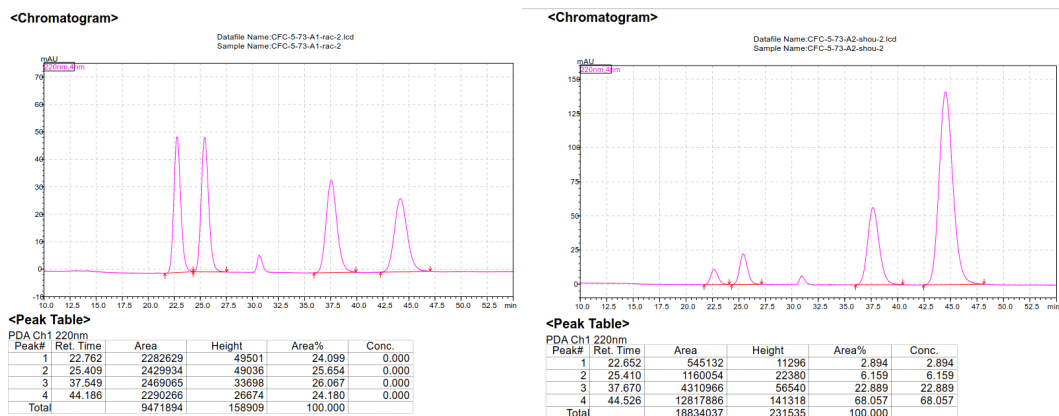 <Chromatogram>
Datafile Name:CFC-5-73-A1-rac-2.lcd
Sample Name:CFC-5-73-A1-rac-2
mAU
220nm,4nm
70
60
50
40
30
20
10
0
-10
10.0 12.5 15.0 17.5 20.0 22.5 25.0 27.5 30.0 32.5 35.0 37.5 40.0 42.5 45.0 47.5 50.0 52.5 min
<Peak Table>
PDA Ch1 220nm
Peak# Ret. Time Area Height Area% Conc.
1 22.762 2282629 49501 24.099 0.000
2 25.409 2429934 49036 25.654 0.000
3 37.549 2469065 33698 26.067 0.000
4 44.186 2290266 26674 24.180 0.000
Total 9471894 158909 100.000 0.000
<Chromatogram>
Datafile Name:CFC-5-73-A2-shou-2.lcd
Sample Name:CFC-5-73-A2-shou-2
mAU
220nm,4nm
150
125
100
75
50
25
0
10.0 12.5 15.0 17.5 20.0 22.5 25.0 27.5 30.0 32.5 35.0 37.5 40.0 42.5 45.0 47.5 50.0 52.5 min
<Peak Table>
PDA Ch1 220nm
Peak# Ret. Time Area Height Area% Conc.
1 22.652 545132 11296 2.894 2.894
2 25.410 1160054 22380 6.159 6.159
3 37.670 4310966 56540 22.889 22.889
4 44.526 12817886 141318 68.057 68.057
Total 18834037 231535 100.000